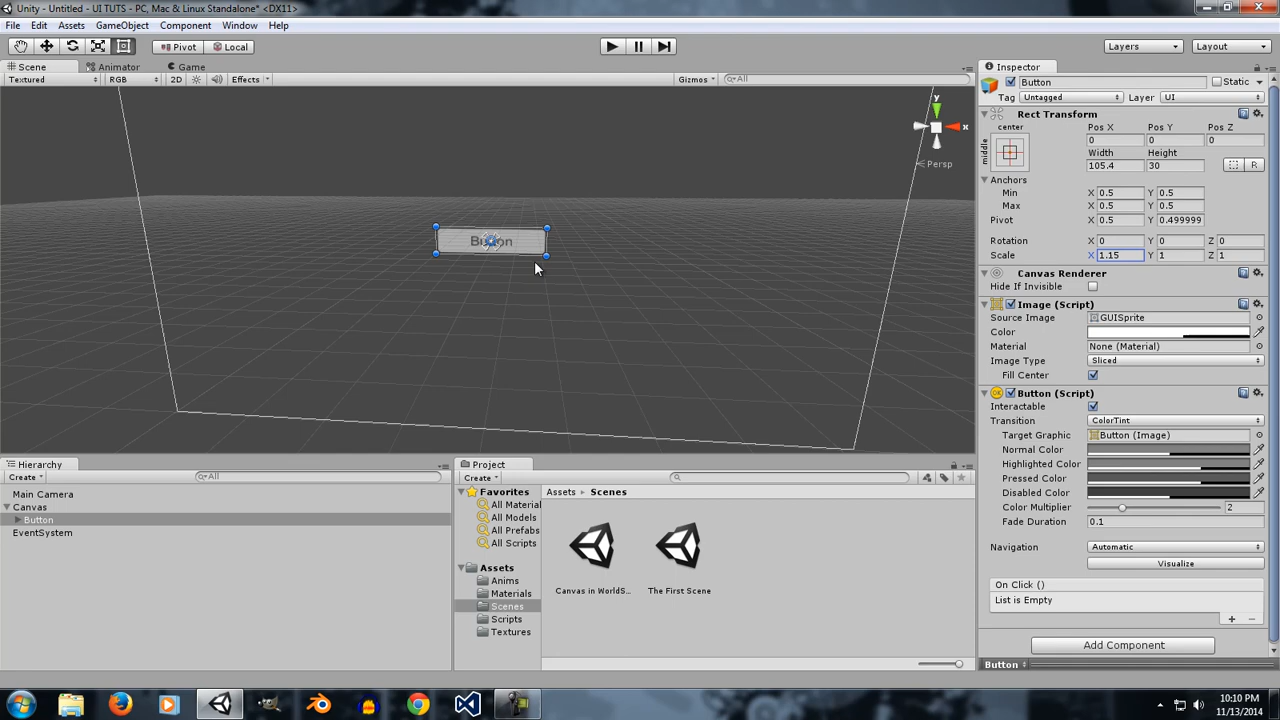 Unity - Untitled - UI TUTS - PC, Mac & Linux Standalone* <DX11>
File Edit Assets GameObject Component Window Help
Pivot Local Layers Layout
Scene Animator Game Inspector
Textured RGB 2D Effects Gizmos All
Button Static
Tag Untagged Layer UI
Rect Transform
center Pos X Pos Y Pos Z
0 0 0
middle Width Height
105.4 30 R
Anchors
Min X 0.5 Y 0.5
Max X 0.5 Y 0.5
Pivot X 0.5 Y 0.499999
Rotation X 0 Y 0 Z 0
Scale X 1.15 Y 1 Z 1
Canvas Renderer
Hide If Invisible
Image (Script)
Source Image GUISprite
Color
Material None (Material)
Image Type Sliced
Fill Center
Button (Script)
Interactable
Transition ColorTint
Target Graphic Button (Image)
Normal Color
Highlighted Color
Pressed Color
Disabled Color
Color Multiplier 2
Fade Duration 0.1
Navigation Automatic
Visualize
On Click ()
List is Empty
Add Component
Button
y
x
Persp
Button
Hierarchy
Create All
Main Camera
Canvas
Button
EventSystem
Project
Create
Favorites
All Material
All Models
All Prefabs
All Scripts
Assets
Anims
Materials
Scenes
Scripts
Textures
Assets Scenes
Canvas in WorldS... The First Scene
10:10 PM
11/13/2014